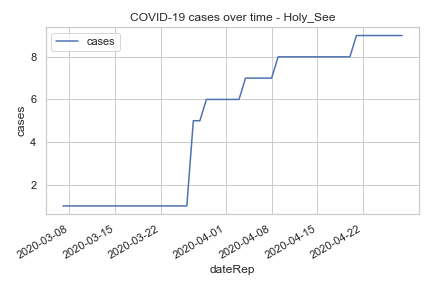 COVID-19 cases over time - Holy_See
cases
8
6
4
2
cases
2020-03-08
2020-03-15
2020-03-22
2020-04-01
2020-04-08
2020-04-15
2020-04-22
dateRep